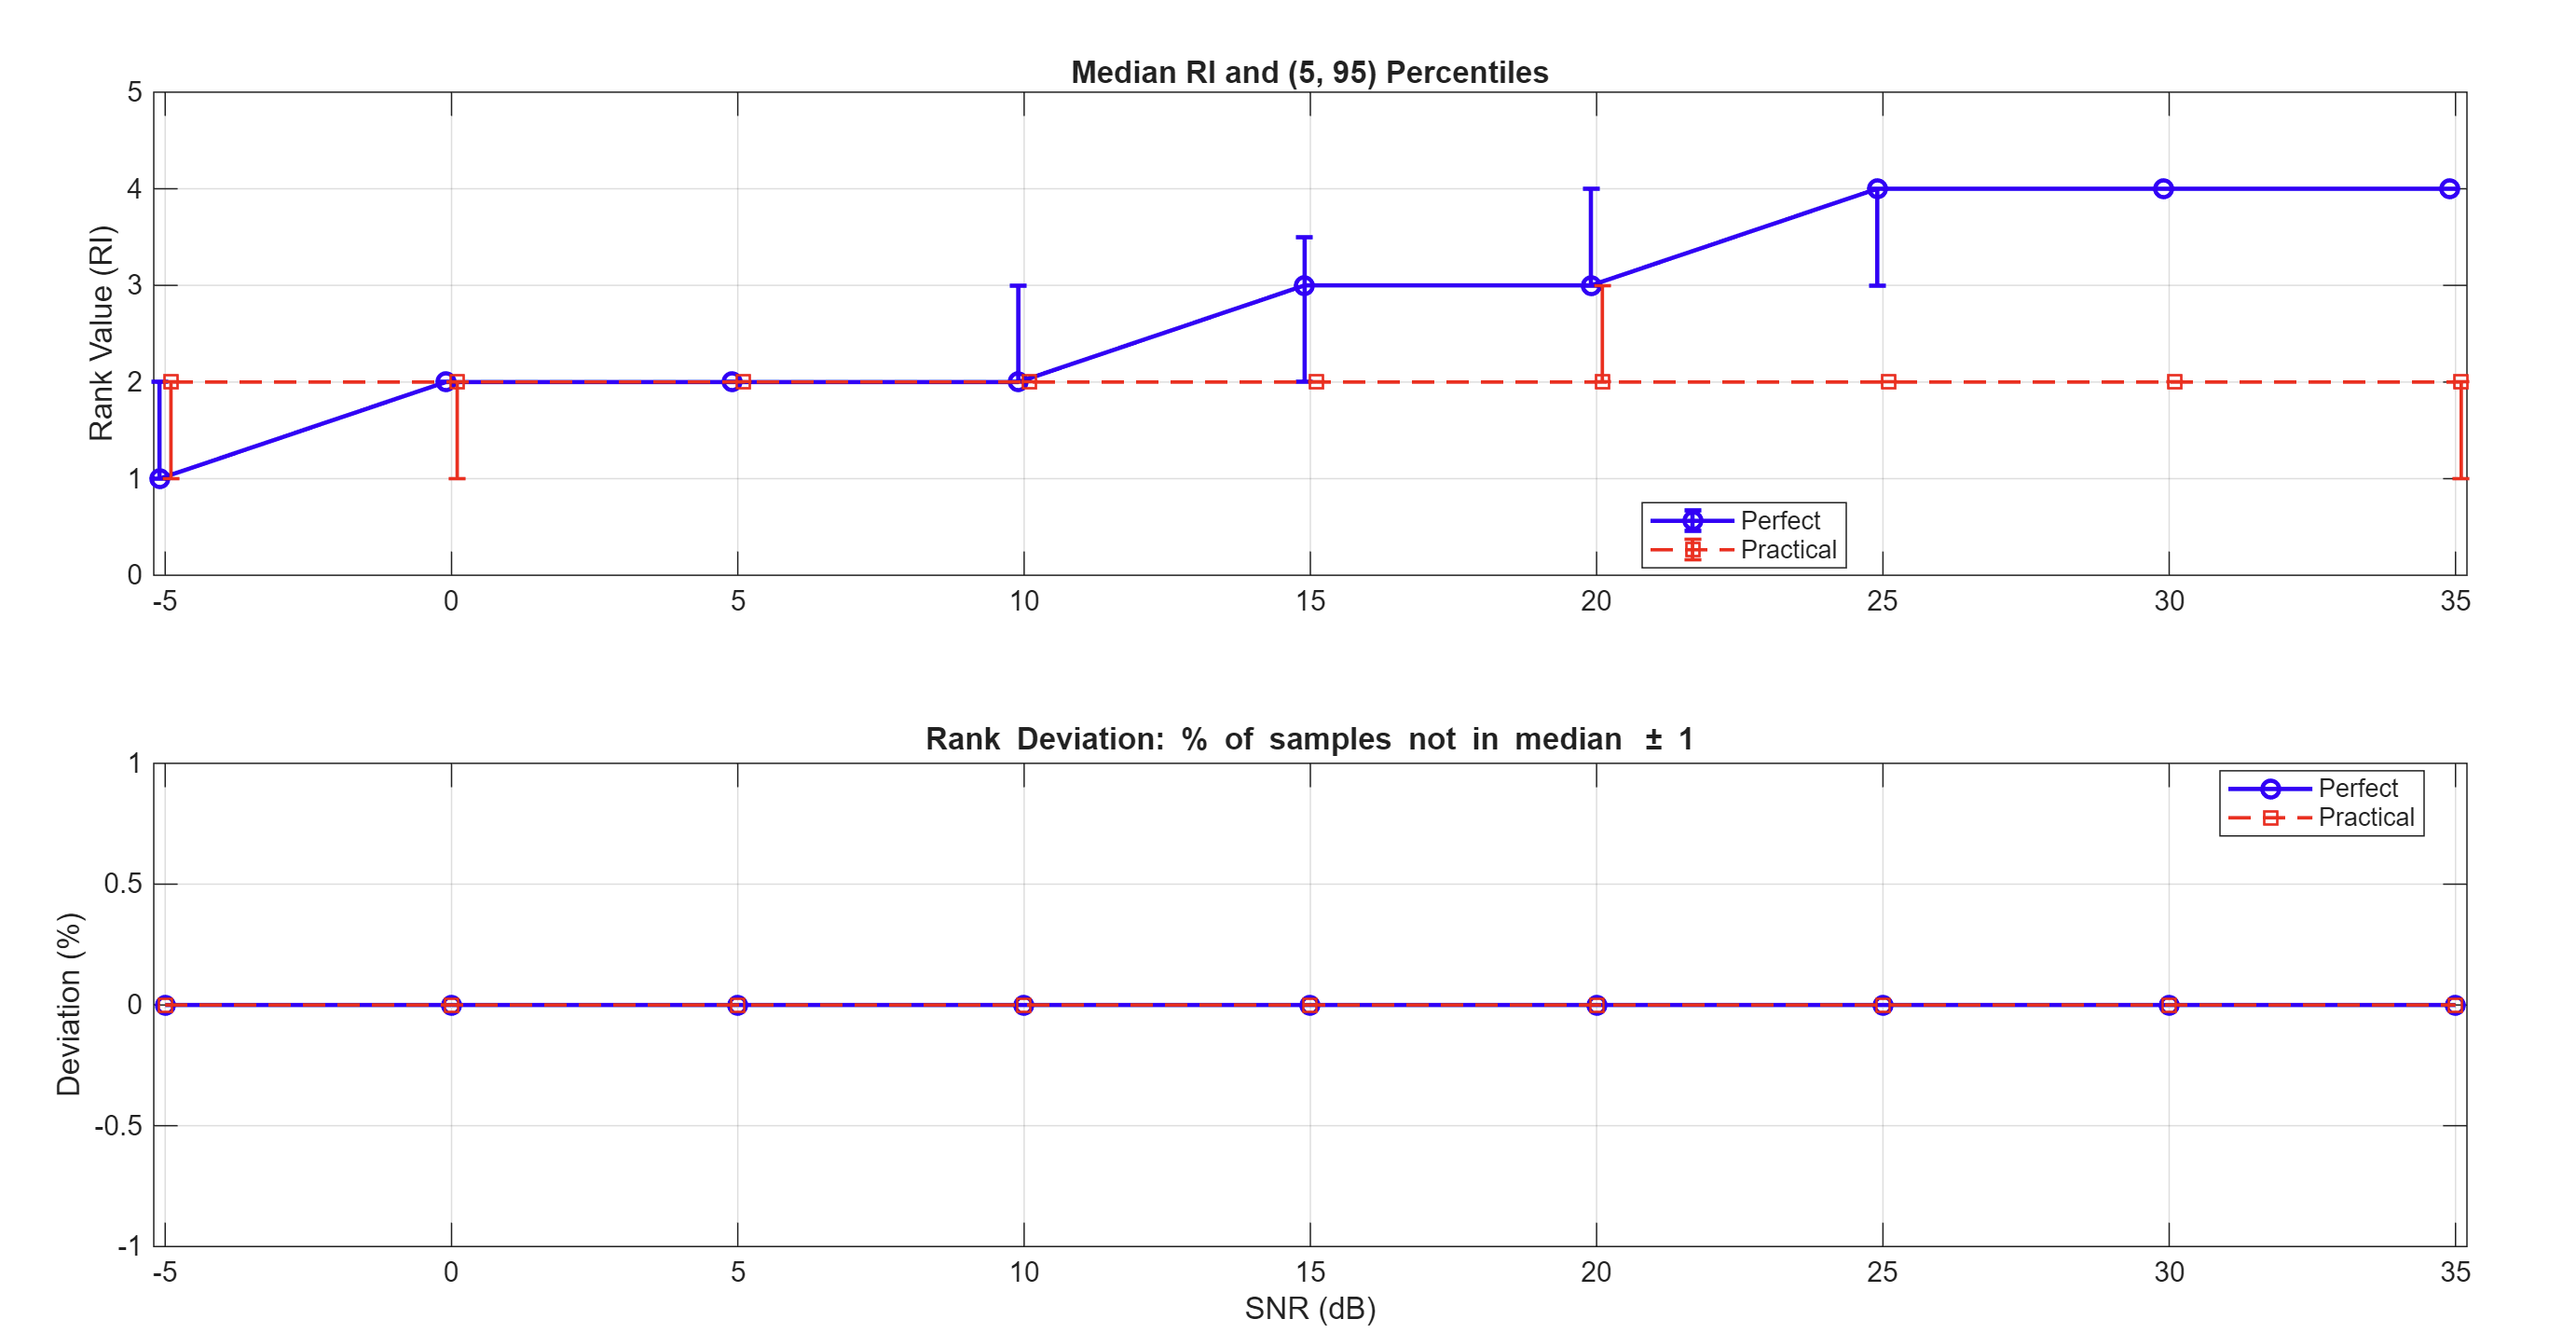 Median RI and (5, 95) Percentiles
Rank Value (RI)
5
4
3
2
1
0
-5 0 5 10 15 20 25 30 35
Perfect
Practical
Rank Deviation: % of samples not in median ± 1
Deviation (%)
1
0.5
0
-0.5
-1
Perfect
Practical
-5 0 5 10 15 20 25 30 35
SNR (dB)